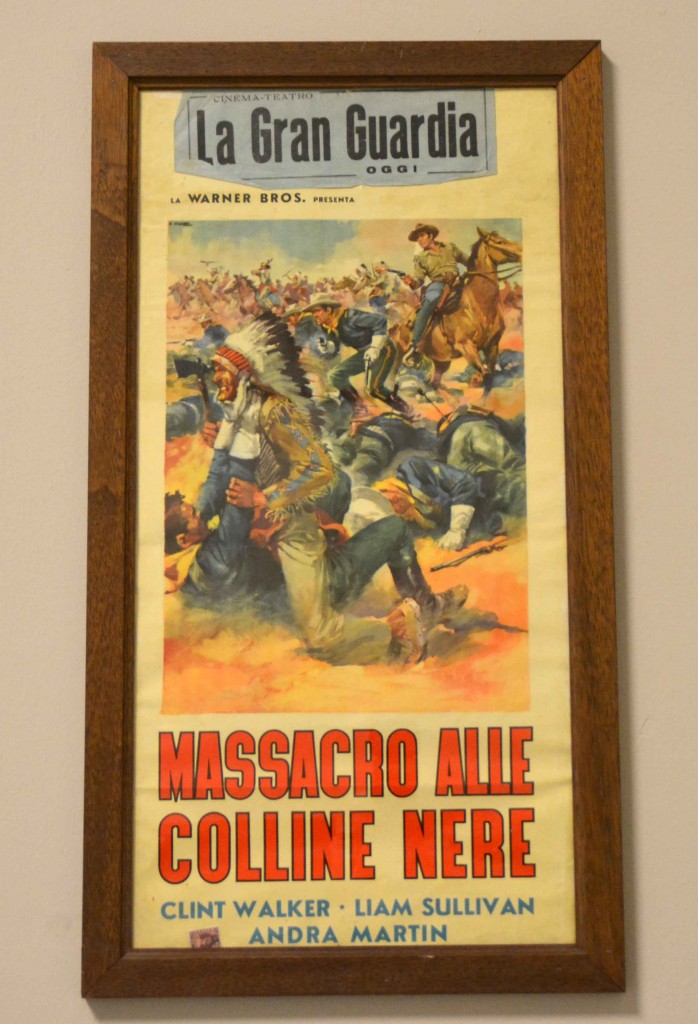 CINEMA-TEATRO
La Gran Guardia
OGGI
LA WARNER BROS. PRESENTA
MASSACRO ALLE
COLLINE NERE
CLINT WALKER · LIAM SULLIVAN
ANDRA MARTIN